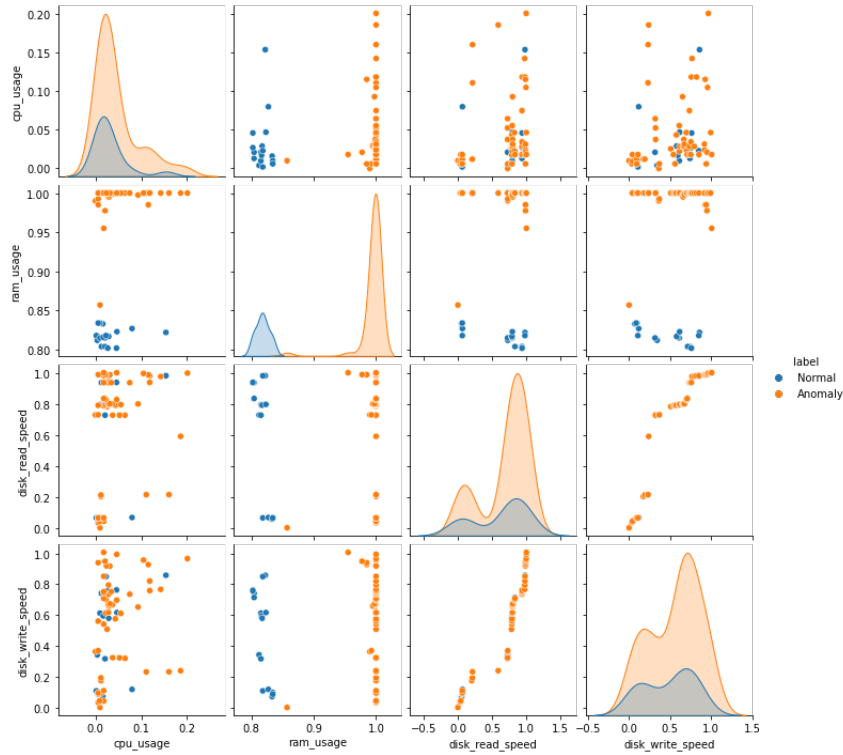 cpu_usage
0.20
0.15
0.10
0.05
0.00
ram_usage
1.00
0.95
0.90
0.85
0.80
disk_read_speed
1.0
0.8
0.6
0.4
0.2
0.0
disk_write_speed
1.0
0.8
0.6
0.4
0.2
0.0
0.0 0.1 0.2
cpu_usage
0.8 0.9 1.0
ram_usage
−0.5 0.0 0.5 1.0 1.5
disk_read_speed
−0.5 0.0 0.5 1.0 1.5
disk_write_speed
label
Normal
Anomaly